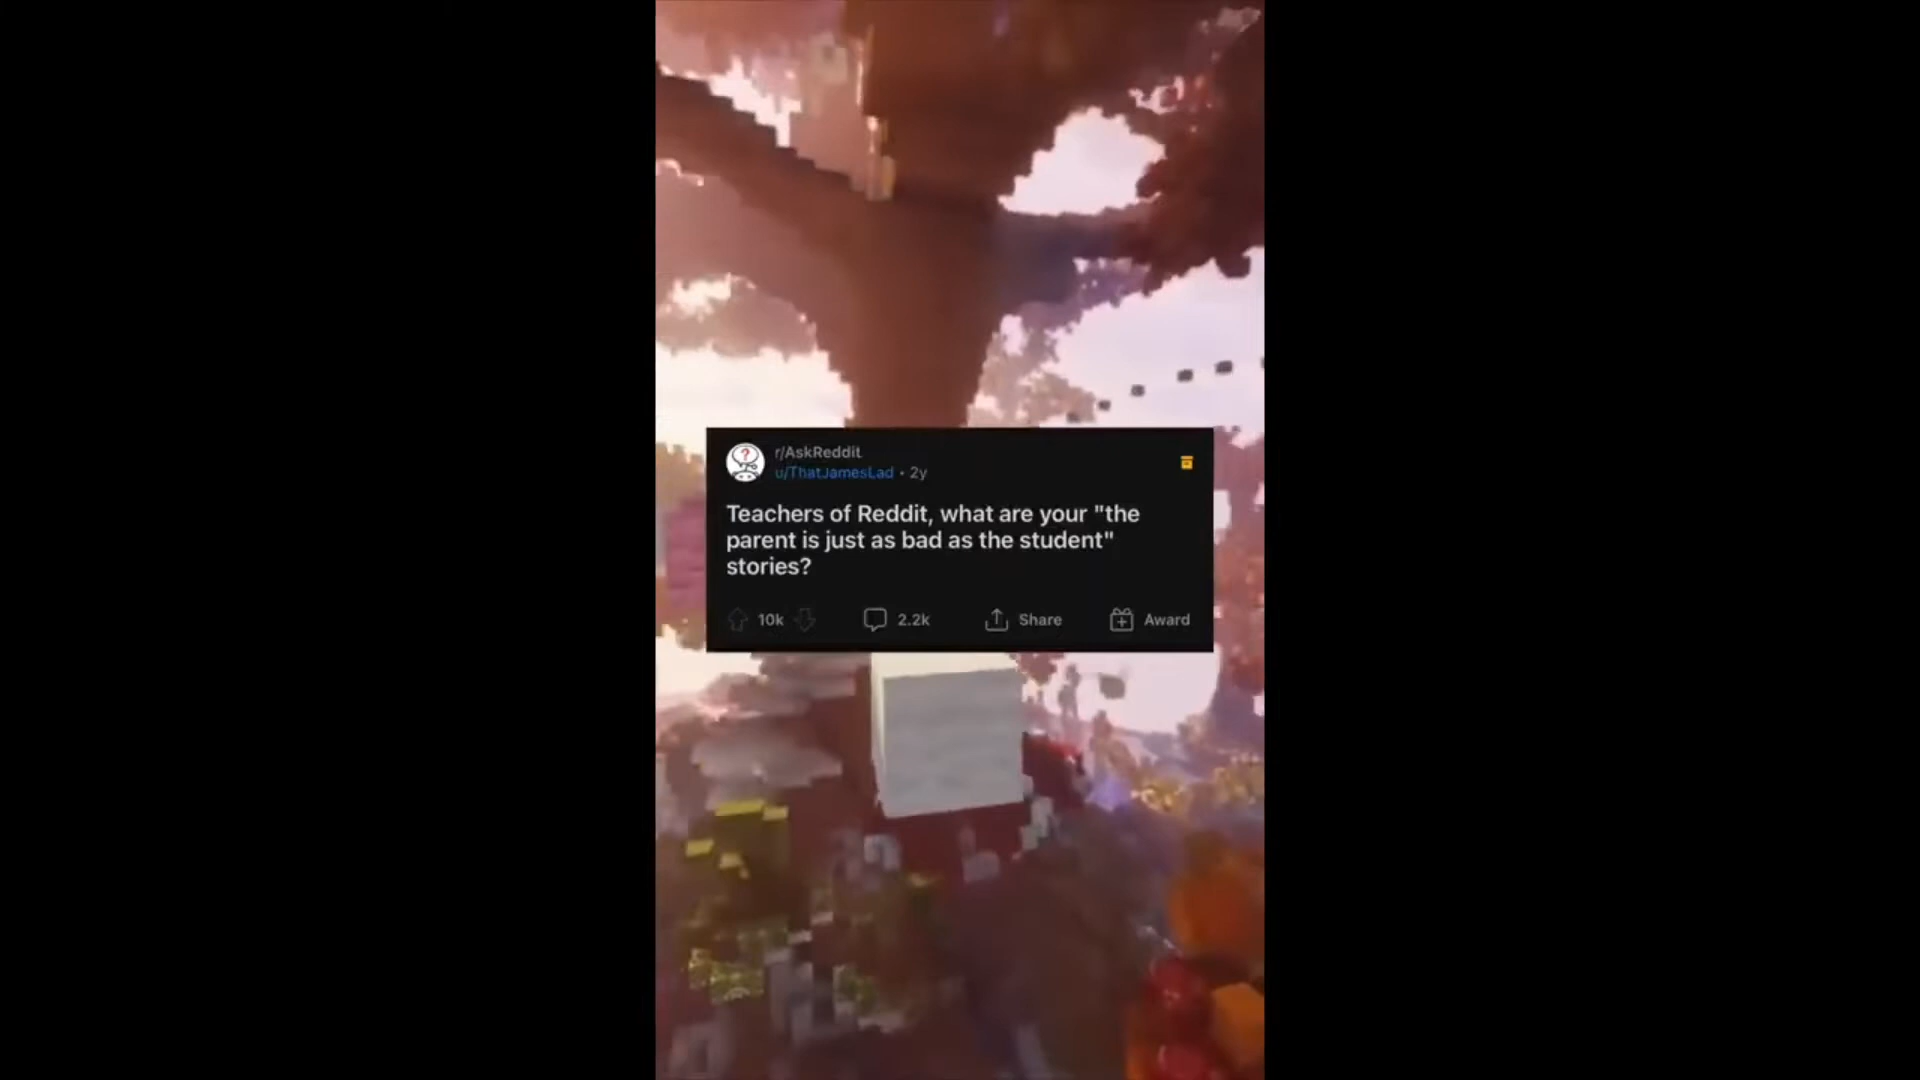 r/AskReddit
u/ThatJamesLad • 2y
Teachers of Reddit, what are your "the
parent is just as bad as the student"
stories?
10k 2.2k Share Award